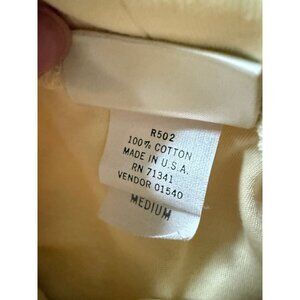 R502
100% COTTON
MADE IN U.S.A.
RN 71341
VENDOR 01540
MEDIUM